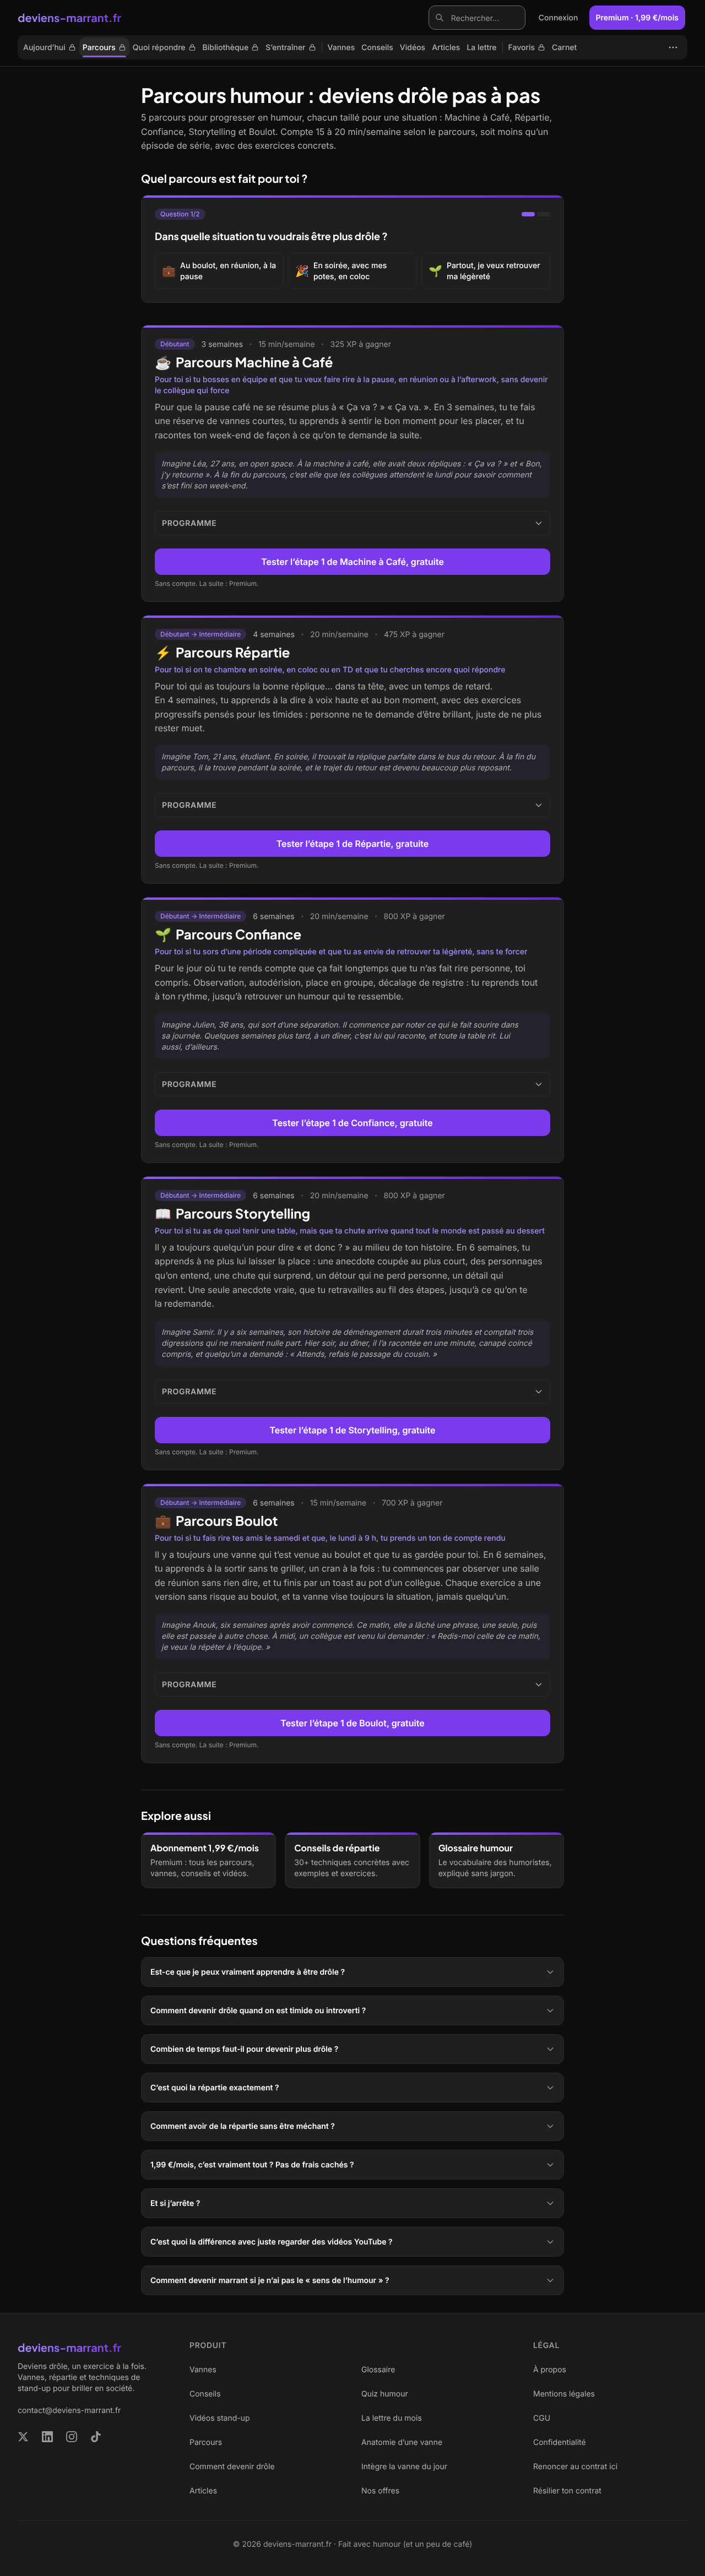 deviens-marrant.fr
Rechercher...
Connexion
Premium · 1,99 €/mois
Aujourd’hui
Parcours
Quoi répondre
Bibliothèque
S’entraîner
Vannes
Conseils
Vidéos
Articles
La lettre
Favoris
Carnet
Parcours humour : deviens drôle pas à pas
5 parcours pour progresser en humour, chacun taillé pour une situation : Machine à Café, Répartie,
Confiance, Storytelling et Boulot. Compte 15 à 20 min/semaine selon le parcours, soit moins qu’un
épisode de série, avec des exercices concrets.
Quel parcours est fait pour toi ?
Question 1/2
Dans quelle situation tu voudrais être plus drôle ?
Au boulot, en réunion, à la
pause
En soirée, avec mes
potes, en coloc
Partout, je veux retrouver
ma légèreté
Débutant
3 semaines · 15 min/semaine · 325 XP à gagner
Parcours Machine à Café
Pour toi si tu bosses en équipe et que tu veux faire rire à la pause, en réunion ou à l’afterwork, sans devenir
le collègue qui force
Pour que la pause café ne se résume plus à « Ça va ? » « Ça va. ». En 3 semaines, tu te fais
une réserve de vannes courtes, tu apprends à sentir le bon moment pour les placer, et tu
racontes ton week-end de façon à ce qu’on te demande la suite.
Imagine Léa, 27 ans, en open space. À la machine à café, elle avait deux répliques : « Ça va ? » et « Bon,
j’y retourne ». À la fin du parcours, c’est elle que les collègues attendent le lundi pour savoir comment
s’est fini son week-end.
PROGRAMME
Tester l’étape 1 de Machine à Café, gratuite
Sans compte. La suite : Premium.
Débutant → Intermédiaire
4 semaines · 20 min/semaine · 475 XP à gagner
Parcours Répartie
Pour toi si on te chambre en soirée, en coloc ou en TD et que tu cherches encore quoi répondre
Pour toi qui as toujours la bonne réplique... dans ta tête, avec un temps de retard.
En 4 semaines, tu apprends à la dire à voix haute et au bon moment, avec des exercices
progressifs pensés pour les timides : personne ne te demande d’être brillant, juste de ne plus
rester muet.
Imagine Tom, 21 ans, étudiant. En soirée, il trouvait la réplique parfaite dans le bus du retour. À la fin du
parcours, il la trouve pendant la soirée, et le trajet du retour est devenu beaucoup plus reposant.
PROGRAMME
Tester l’étape 1 de Répartie, gratuite
Sans compte. La suite : Premium.
Débutant → Intermédiaire
6 semaines · 20 min/semaine · 800 XP à gagner
Parcours Confiance
Pour toi si tu sors d’une période compliquée et que tu as envie de retrouver ta légèreté, sans te forcer
Pour le jour où tu te rends compte que ça fait longtemps que tu n’as fait rire personne, toi
compris. Observation, autodérision, place en groupe, décalage de registre : tu reprends tout
à ton rythme, jusqu’à retrouver un humour qui te ressemble.
Imagine Julien, 36 ans, qui sort d’une séparation. Il commence par noter ce qui le fait sourire dans
sa journée. Quelques semaines plus tard, à un dîner, c’est lui qui raconte, et toute la table rit. Lui
aussi, d’ailleurs.
PROGRAMME
Tester l’étape 1 de Confiance, gratuite
Sans compte. La suite : Premium.
Débutant → Intermédiaire
6 semaines · 20 min/semaine · 800 XP à gagner
Parcours Storytelling
Pour toi si tu as de quoi tenir une table, mais que ta chute arrive quand tout le monde est passé au dessert
Il y a toujours quelqu’un pour dire « et donc ? » au milieu de ton histoire. En 6 semaines, tu
apprends à ne plus lui laisser la place : une anecdote coupée au plus court, des personnages
qu’on entend, une chute qui surprend, un détour qui ne perd personne, un détail qui
revient. Une seule anecdote vraie, que tu retravailles au fil des étapes, jusqu’à ce qu’on te
la redemande.
Imagine Samir. Il y a six semaines, son histoire de déménagement durait trois minutes et comptait trois
digressions qui ne menaient nulle part. Hier soir, au dîner, il l’a racontée en une minute, canapé coincé
compris, et quelqu’un a demandé : « Attends, refais le passage du cousin. »
PROGRAMME
Tester l’étape 1 de Storytelling, gratuite
Sans compte. La suite : Premium.
Débutant → Intermédiaire
6 semaines · 15 min/semaine · 700 XP à gagner
Parcours Boulot
Pour toi si tu fais rire tes amis le samedi et que, le lundi à 9 h, tu prends un ton de compte rendu
Il y a toujours une vanne qui t’est venue au boulot et que tu as gardée pour toi. En 6 semaines,
tu apprends à la sortir sans te griller, un cran à la fois : tu commences par observer une salle
de réunion sans rien dire, et tu finis par un toast au pot d’un collègue. Chaque exercice a une
version sans risque au boulot, et ta vanne vise toujours la situation, jamais quelqu’un.
Imagine Anouk, six semaines après avoir commencé. Ce matin, elle a lâché une phrase, une seule, puis
elle est passée à autre chose. À midi, un collègue est venu lui demander : « Redis-moi celle de ce matin,
je veux la répéter à l’équipe. »
PROGRAMME
Tester l’étape 1 de Boulot, gratuite
Sans compte. La suite : Premium.
Explore aussi
Abonnement 1,99 €/mois
Premium : tous les parcours,
vannes, conseils et vidéos.
Conseils de répartie
30+ techniques concrètes avec
exemples et exercices.
Glossaire humour
Le vocabulaire des humoristes,
expliqué sans jargon.
Questions fréquentes
Est-ce que je peux vraiment apprendre à être drôle ?
Comment devenir drôle quand on est timide ou introverti ?
Combien de temps faut-il pour devenir plus drôle ?
C’est quoi la répartie exactement ?
Comment avoir de la répartie sans être méchant ?
1,99 €/mois, c’est vraiment tout ? Pas de frais cachés ?
Et si j’arrête ?
C’est quoi la différence avec juste regarder des vidéos YouTube ?
Comment devenir marrant si je n’ai pas le « sens de l’humour » ?
deviens-marrant.fr
Deviens drôle, un exercice à la fois.
Vannes, répartie et techniques de
stand-up pour briller en société.
contact@deviens-marrant.fr
PRODUIT
Vannes
Conseils
Vidéos stand-up
Parcours
Comment devenir drôle
Articles
Glossaire
Quiz humour
La lettre du mois
Anatomie d’une vanne
Intègre la vanne du jour
Nos offres
LÉGAL
À propos
Mentions légales
CGU
Confidentialité
Renoncer au contrat ici
Résilier ton contrat
© 2026 deviens-marrant.fr · Fait avec humour (et un peu de café)